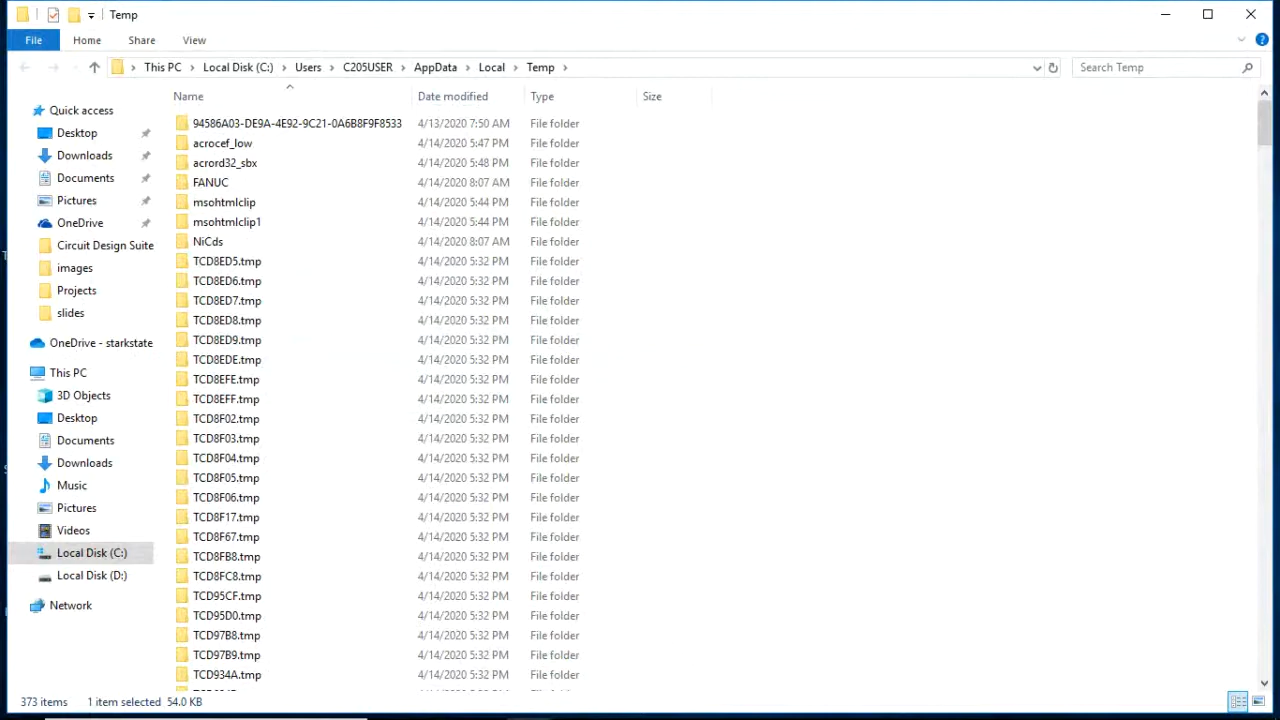 Temp
File Home Share View
This PC Local Disk (C:) Users C205USER AppData Local Temp Search Temp
Name Date modified Type Size
Quick access
Desktop
Downloads
Documents
Pictures
OneDrive
Circuit Design Suite
images
Projects
slides
OneDrive - starkstate
This PC
3D Objects
Desktop
Documents
Downloads
Music
Pictures
Videos
Local Disk (C:)
Local Disk (D:)
Network
94586A03-DE9A-4E92-9C21-0A6B8F9F8533 4/13/2020 7:50 AM File folder
acrocef_low 4/14/2020 5:47 PM File folder
acrord32_sbx 4/14/2020 5:48 PM File folder
FANUC 4/14/2020 8:07 AM File folder
msohtmlclip 4/14/2020 5:44 PM File folder
msohtmlclip1 4/14/2020 5:44 PM File folder
NiCds 4/14/2020 8:07 AM File folder
TCD8ED5.tmp 4/14/2020 5:32 PM File folder
TCD8ED6.tmp 4/14/2020 5:32 PM File folder
TCD8ED7.tmp 4/14/2020 5:32 PM File folder
TCD8ED8.tmp 4/14/2020 5:32 PM File folder
TCD8ED9.tmp 4/14/2020 5:32 PM File folder
TCD8EDE.tmp 4/14/2020 5:32 PM File folder
TCD8EFE.tmp 4/14/2020 5:32 PM File folder
TCD8EFF.tmp 4/14/2020 5:32 PM File folder
TCD8F02.tmp 4/14/2020 5:32 PM File folder
TCD8F03.tmp 4/14/2020 5:32 PM File folder
TCD8F04.tmp 4/14/2020 5:32 PM File folder
TCD8F05.tmp 4/14/2020 5:32 PM File folder
TCD8F06.tmp 4/14/2020 5:32 PM File folder
TCD8F17.tmp 4/14/2020 5:32 PM File folder
TCD8F67.tmp 4/14/2020 5:32 PM File folder
TCD8FB8.tmp 4/14/2020 5:32 PM File folder
TCD8FC8.tmp 4/14/2020 5:32 PM File folder
TCD95CF.tmp 4/14/2020 5:32 PM File folder
TCD95D0.tmp 4/14/2020 5:32 PM File folder
TCD97B8.tmp 4/14/2020 5:32 PM File folder
TCD97B9.tmp 4/14/2020 5:32 PM File folder
TCD934A.tmp 4/14/2020 5:32 PM File folder
373 items 1 item selected 54.0 KB